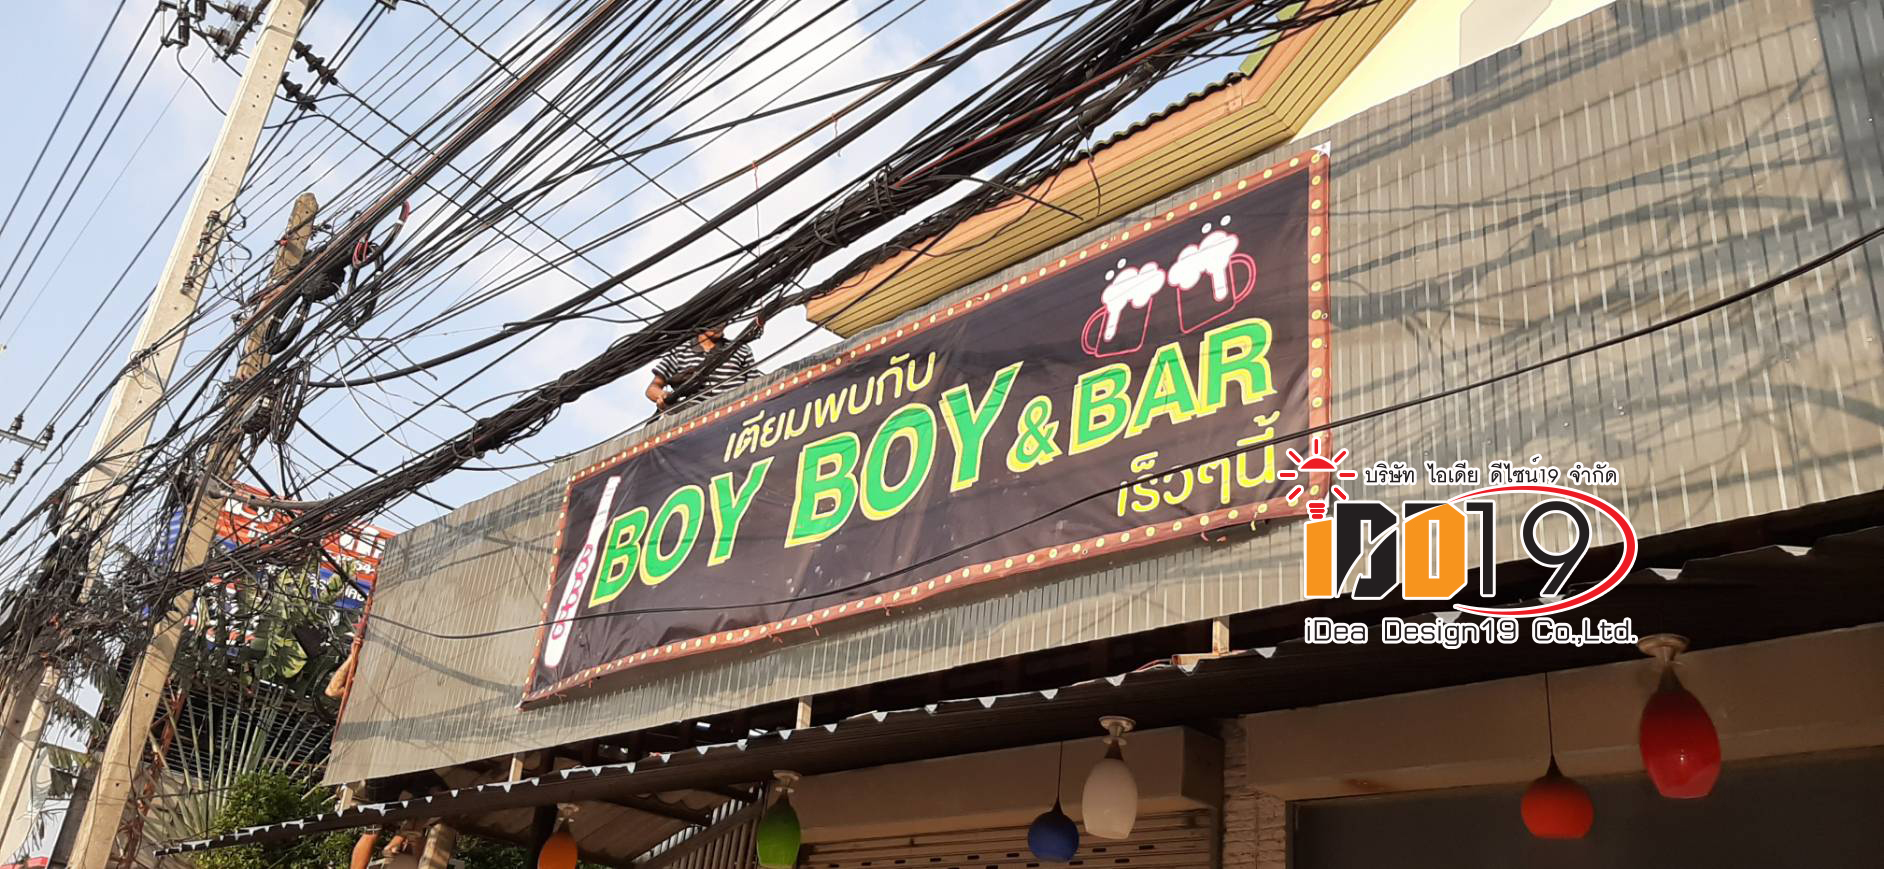 เตียมพบกับ
BOY BOY & BAR
เร็วๆนี้
บริษัท ไอเดีย ดีไซน์19 จำกัด
iDD19
iDea Design19 Co.,Ltd.